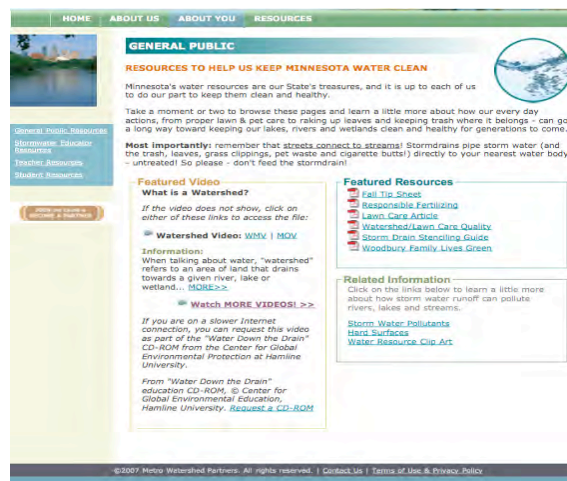 HOME ABOUT US ABOUT YOU RESOURCES
GENERAL PUBLIC
RESOURCES TO HELP US KEEP MINNESOTA WATER CLEAN
Minnesota's water resources are our State's treasures, and it is up to each of us
to do our part to keep them clean and healthy.
Take a moment or two to browse these pages and learn a little more about how our every day
actions, from proper lawn & pet care to raking up leaves and keeping trash where it belongs - can go
a long way toward keeping our lakes, rivers and wetlands clean and healthy for generations to come.
Most importantly: remember that streets connect to streams! Stormdrains pipe storm water (and
the trash, leaves, grass clippings, pet waste and cigarette butts!) directly to your nearest water body
- untreated! So please - don't feed the stormdrain!
General Public Resources
Stormwater Educator
Resources
Teacher Resources
Student Resources
BECOME A PARTNER
Featured Video
What is a Watershed?
If the video does not show, click on
either of these links to access the file:
Watershed Video: WMV | MOV
Information:
When talking about water, "watershed"
refers to an area of land that drains
towards a given river, lake or
wetland... MORE>>
Watch MORE VIDEOS! >>
If you are on a slower Internet
connection, you can request this video
as part of the "Water Down the Drain"
CD-ROM from the Center for Global
Environmental Protection at Hamline
University.
From "Water Down the Drain"
education CD-ROM, © Center for
Global Environmental Education,
Hamline University. Request a CD-ROM
Featured Resources
Fall Tip Sheet
Responsible Fertilizing
Lawn Care Article
Watershed/Lawn Care Quality
Storm Drain Stenciling Guide
Woodbury Family Lives Green
Related Information
Click on the links below to learn a little more
about how storm water runoff can pollute
rivers, lakes and streams.
Storm Water Pollutants
Hard Surfaces
Water Resource Clip Art
©2007 Metro Watershed Partners. All rights reserved. | Contact Us | Terms of Use & Privacy Policy